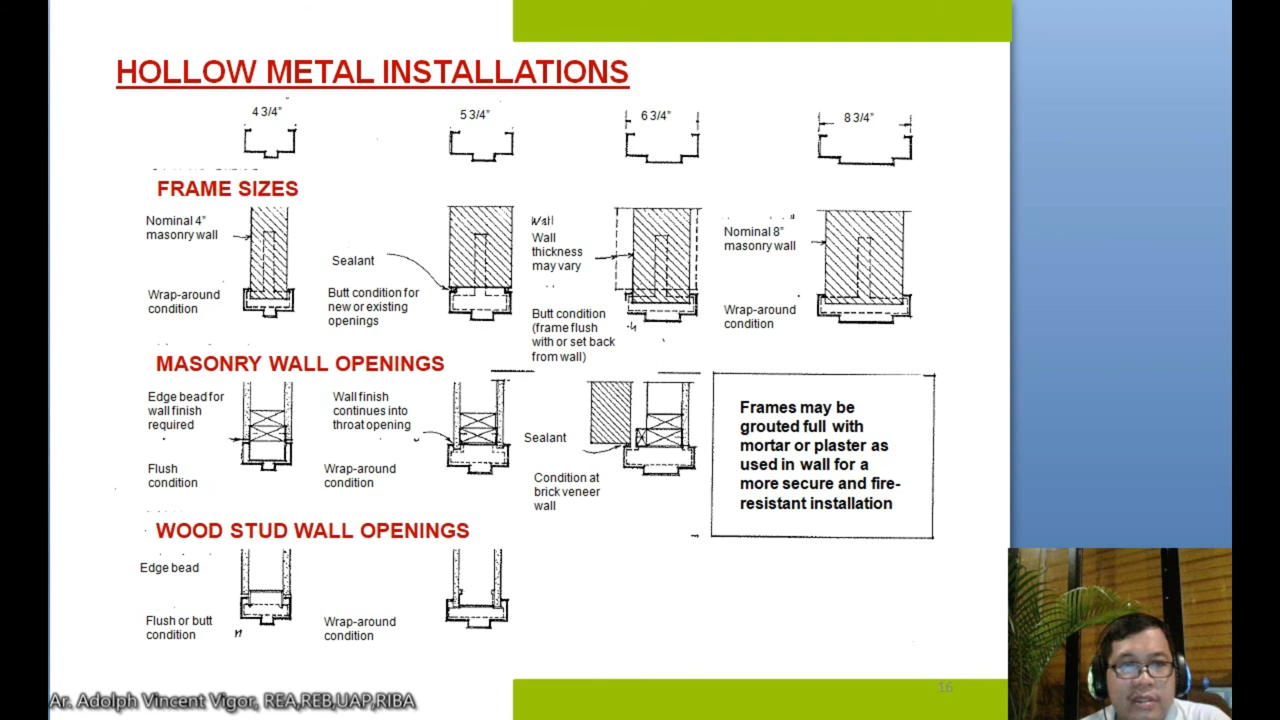 HOLLOW METAL INSTALLATIONS
4 3/4"
5 3/4"
6 3/4"
8 3/4"
FRAME SIZES
Nominal 4"
masonry wall
Wrap-around
condition
Sealant
Butt condition for
new or existing
openings
Wall
Wall
thickness
may vary
Butt condition
(frame flush
with or set back
from wall)
Nominal 8"
masonry wall
Wrap-around
condition
MASONRY WALL OPENINGS
Edge bead for
wall finish
required
Flush
condition
Wall finish
continues into
throat opening
Wrap-around
condition
Sealant
Condition at
brick veneer
wall
Frames may be
grouted full with
mortar or plaster as
used in wall for a
more secure and fire-
resistant installation
WOOD STUD WALL OPENINGS
Edge bead
Flush or butt
condition
Wrap-around
condition
16
Ar. Adolph Vincent Vigor, REA,REB,UAP,RIBA